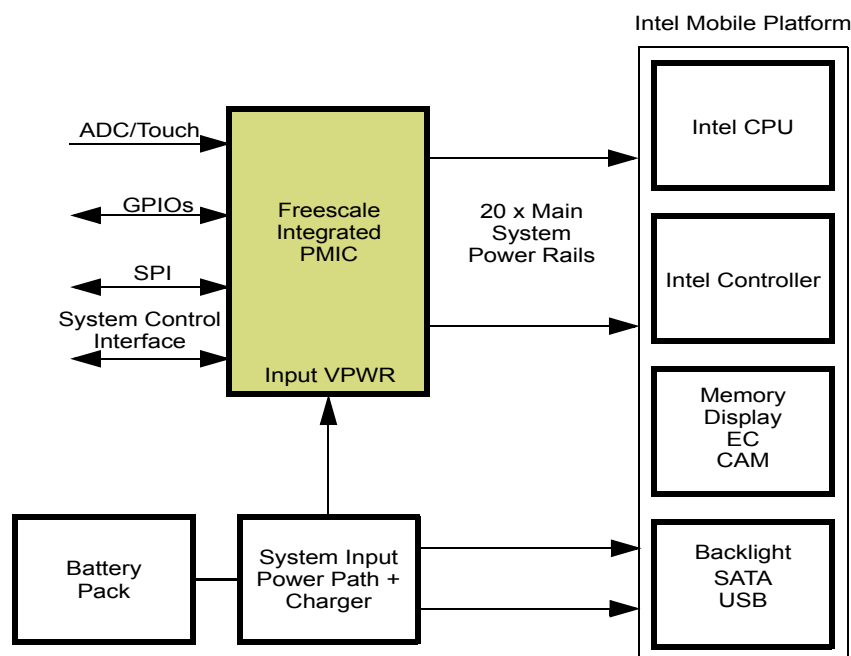 Intel Mobile Platform
ADC/Touch
GPIOs
SPI
System Control
Interface
Freescale
Integrated
PMIC
Input VPWR
20 x Main
System
Power Rails
Intel CPU
Intel Controller
Memory
Display
EC
CAM
Battery
Pack
System Input
Power Path +
Charger
Backlight
SATA
USB